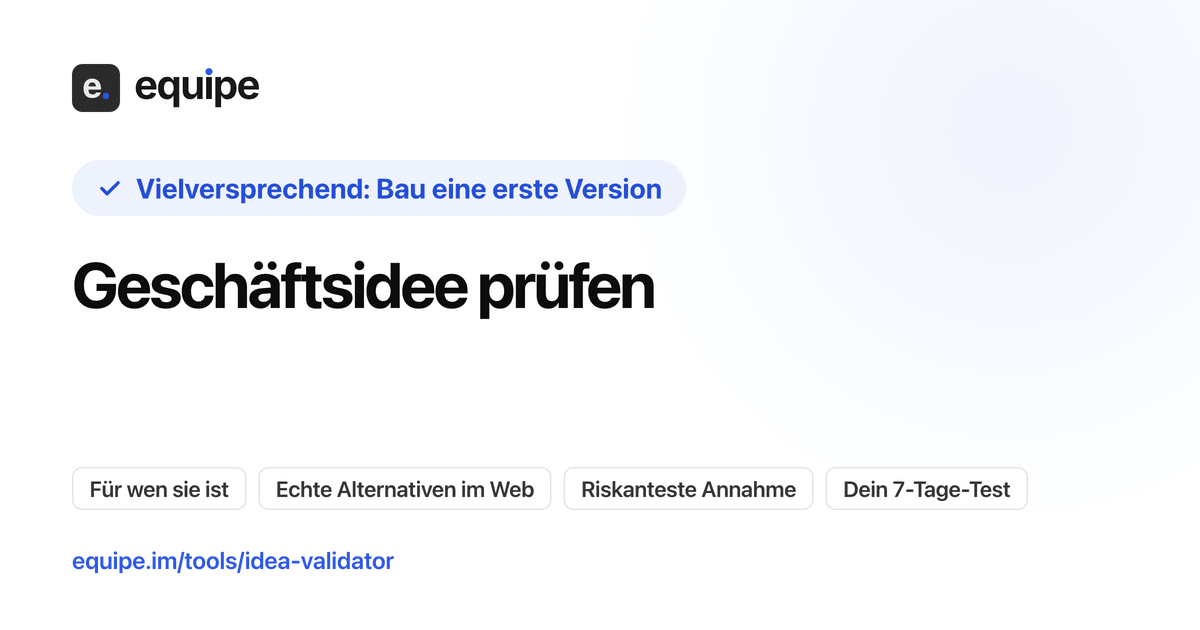 e. equipe
Vielversprechend: Bau eine erste Version
Geschäftsidee prüfen
Für wen sie ist
Echte Alternativen im Web
Riskanteste Annahme
Dein 7-Tage-Test
equipe.im/tools/idea-validator